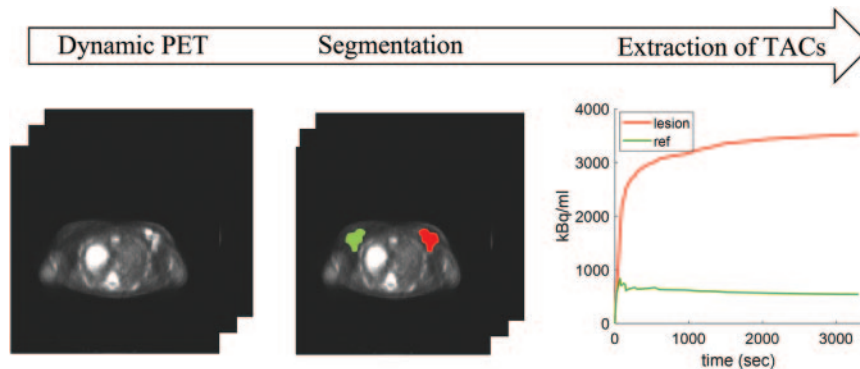 Dynamic PET
Segmentation
Extraction of TACs
4000
3000
2000
1000
0
kBq/ml
lesion
ref
0
1000
2000
3000
time (sec)